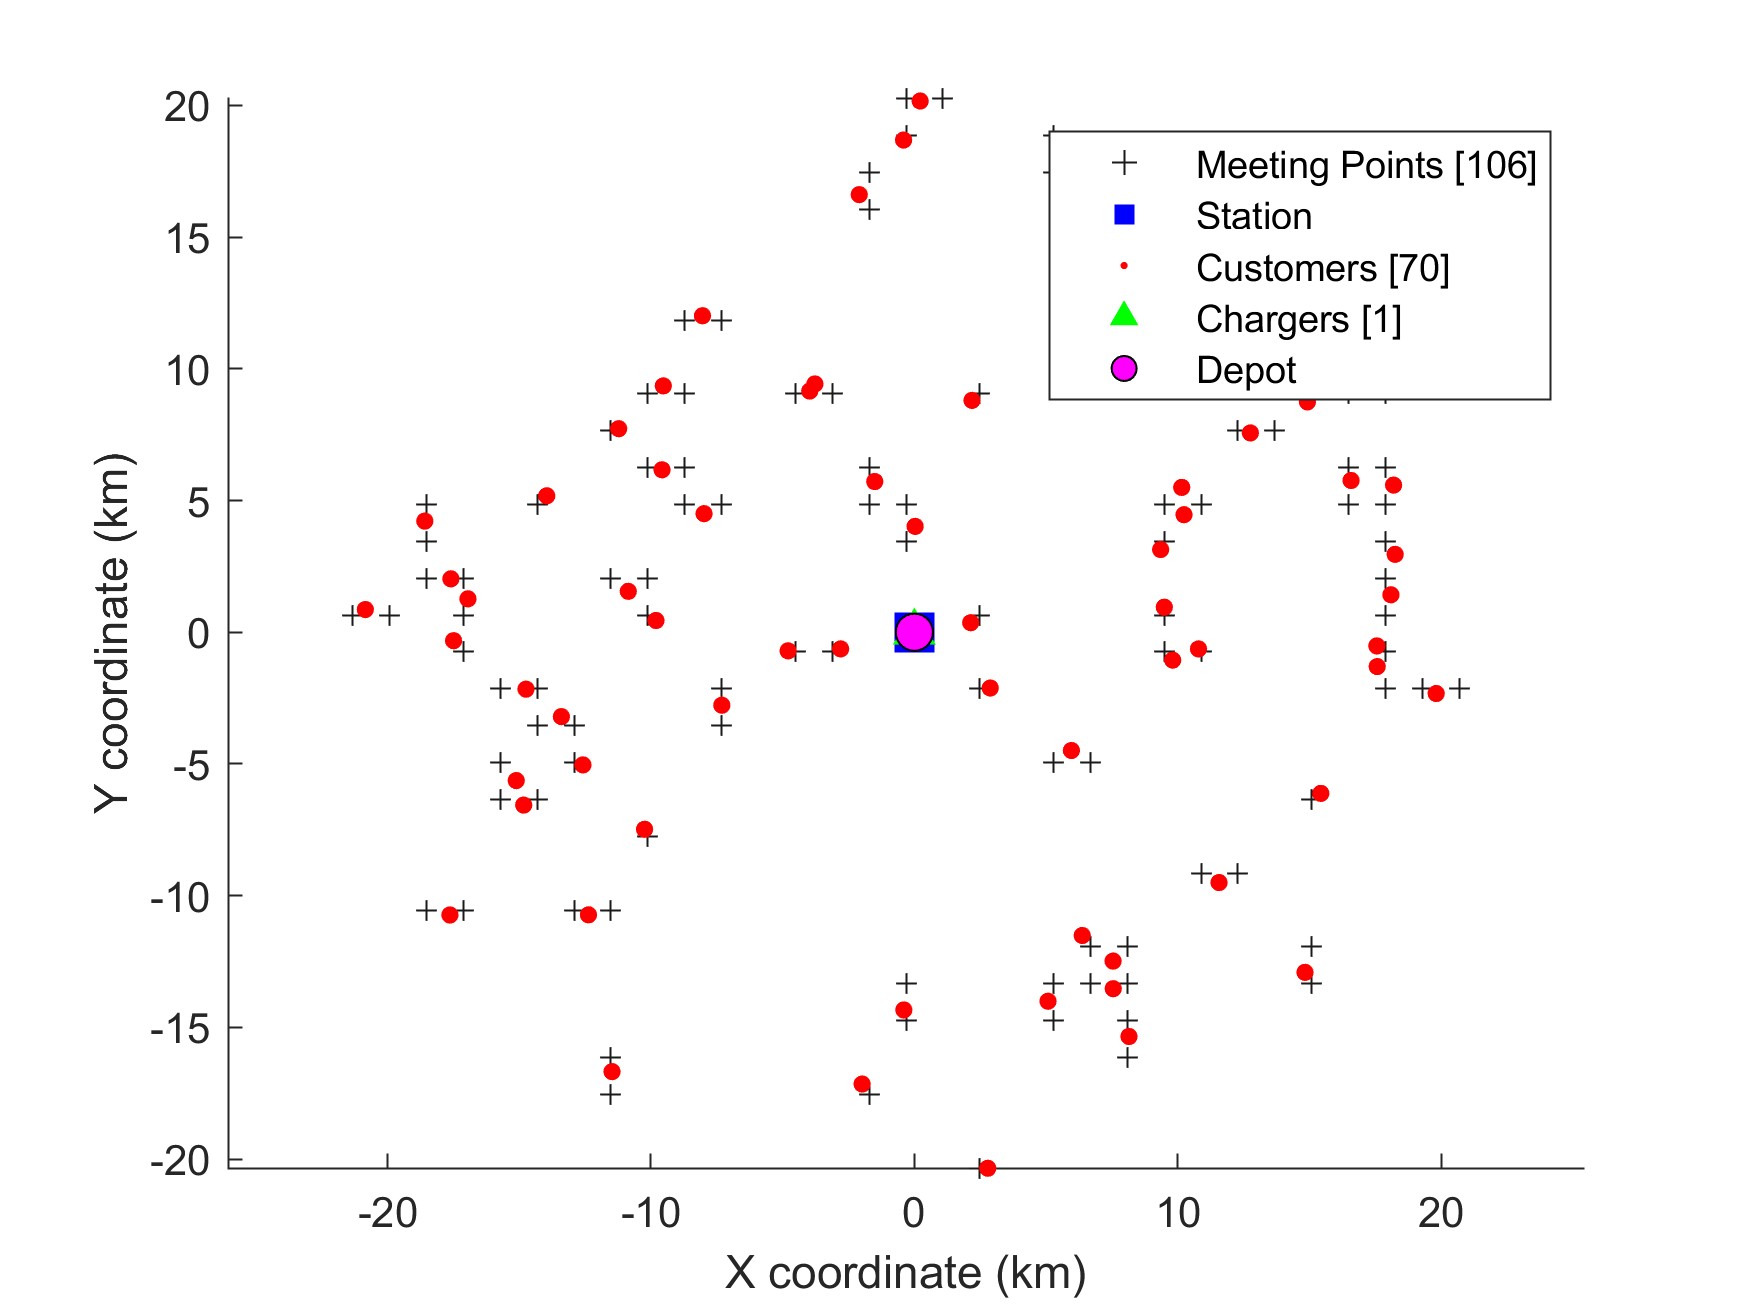 20
15
10
5
0
-5
-10
-15
-20
Y coordinate (km)
Meeting Points [106]
Station
Customers [70]
Chargers [1]
Depot
-20 -10 0 10 20
X coordinate (km)